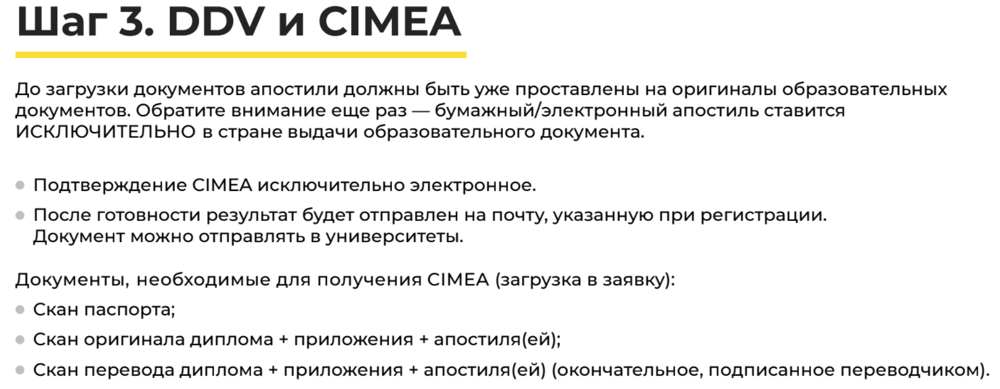 Шаг 3. DDV и CIMEA
До загрузки документов апостили должны быть уже проставлены на оригиналы образовательных
документов. Обратите внимание еще раз — бумажный/электронный апостиль ставится
ИСКЛЮЧИТЕЛЬНО в стране выдачи образовательного документа.
Подтверждение CIMEA исключительно электронное.
После готовности результат будет отправлен на почту, указанную при регистрации.
Документ можно отправлять в университеты.
Документы, необходимые для получения CIMEA (загрузка в заявку):
Скан паспорта;
Скан оригинала диплома + приложения + апостиля(ей);
Скан перевода диплома + приложения + апостиля(ей) (окончательное, подписанное переводчиком).